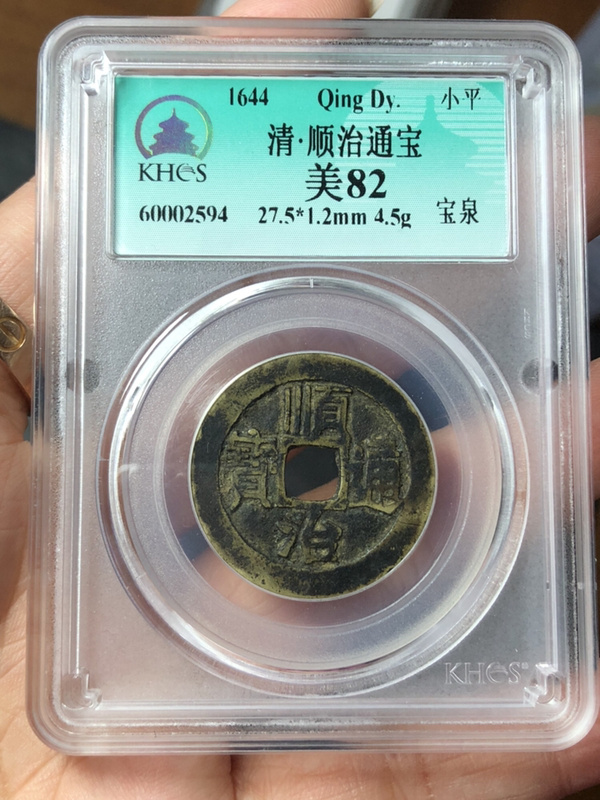 1644 Qing Dy. 小平
清·顺治通宝
KHCS 美82
60002594 27.5*1.2mm 4.5g 宝泉
順
寶 通
治
KHCS